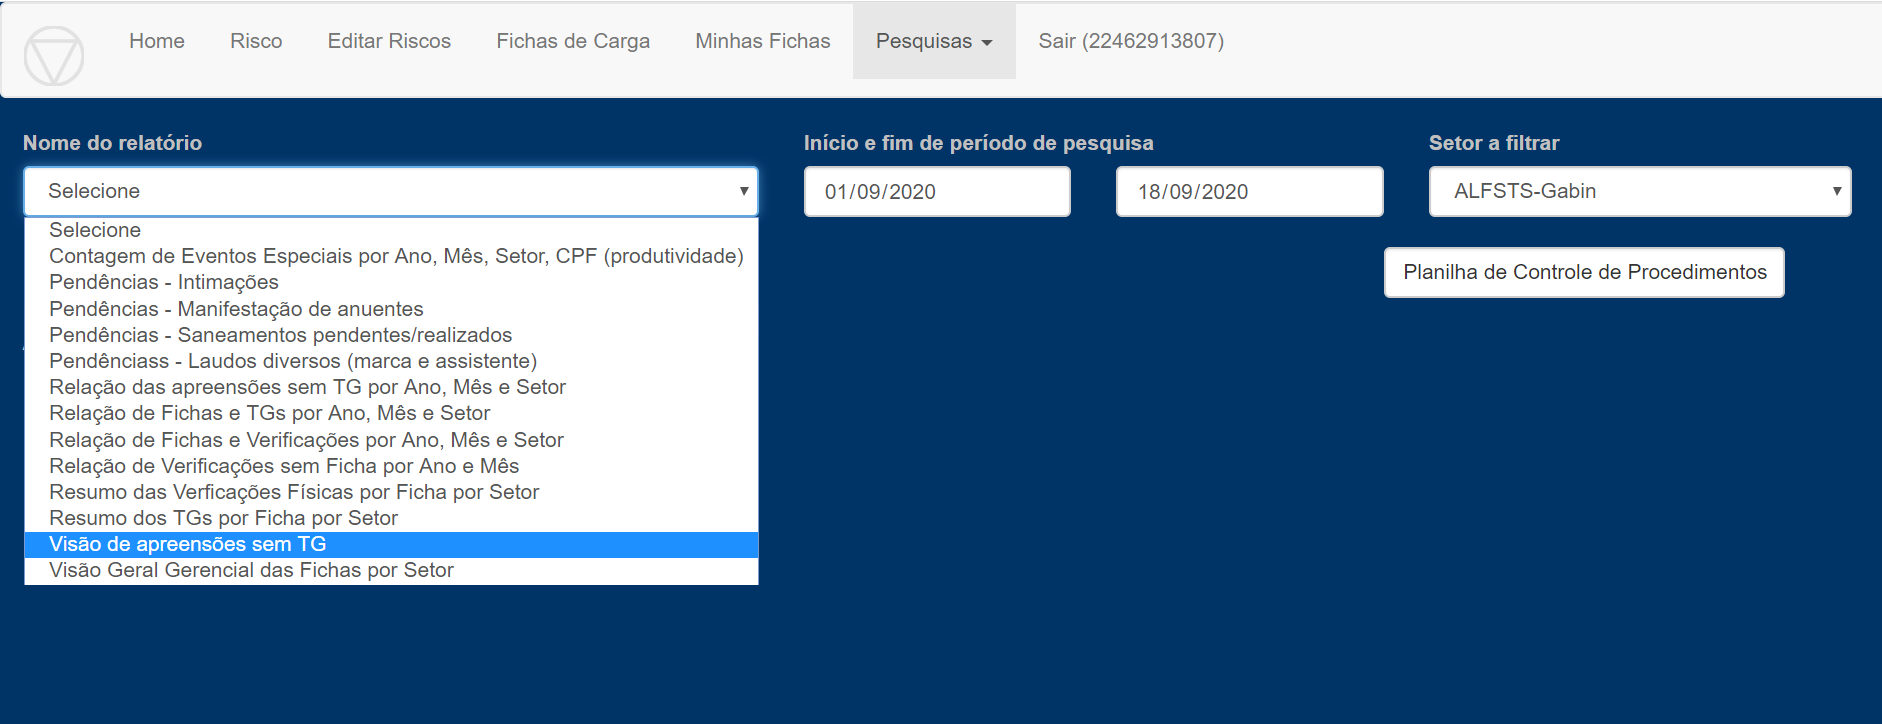 Home Risco Editar Riscos Fichas de Carga Minhas Fichas Pesquisas Sair (22462913807)
Nome do relatório Início e fim de período de pesquisa Setor a filtrar
Selecione 01/09/2020 18/09/2020 ALFSTS-Gabin
Selecione
Contagem de Eventos Especiais por Ano, Mês, Setor, CPF (produtividade)
Planilha de Controle de Procedimentos
Pendências - Intimações
Pendências - Manifestação de anuentes
Pendências - Saneamentos pendentes/realizados
Pendênciass - Laudos diversos (marca e assistente)
Relação das apreensões sem TG por Ano, Mês e Setor
Relação de Fichas e TGs por Ano, Mês e Setor
Relação de Fichas e Verificações por Ano, Mês e Setor
Relação de Verificações sem Ficha por Ano e Mês
Resumo das Verficações Físicas por Ficha por Setor
Resumo dos TGs por Ficha por Setor
Visão de apreensões sem TG
Visão Geral Gerencial das Fichas por Setor